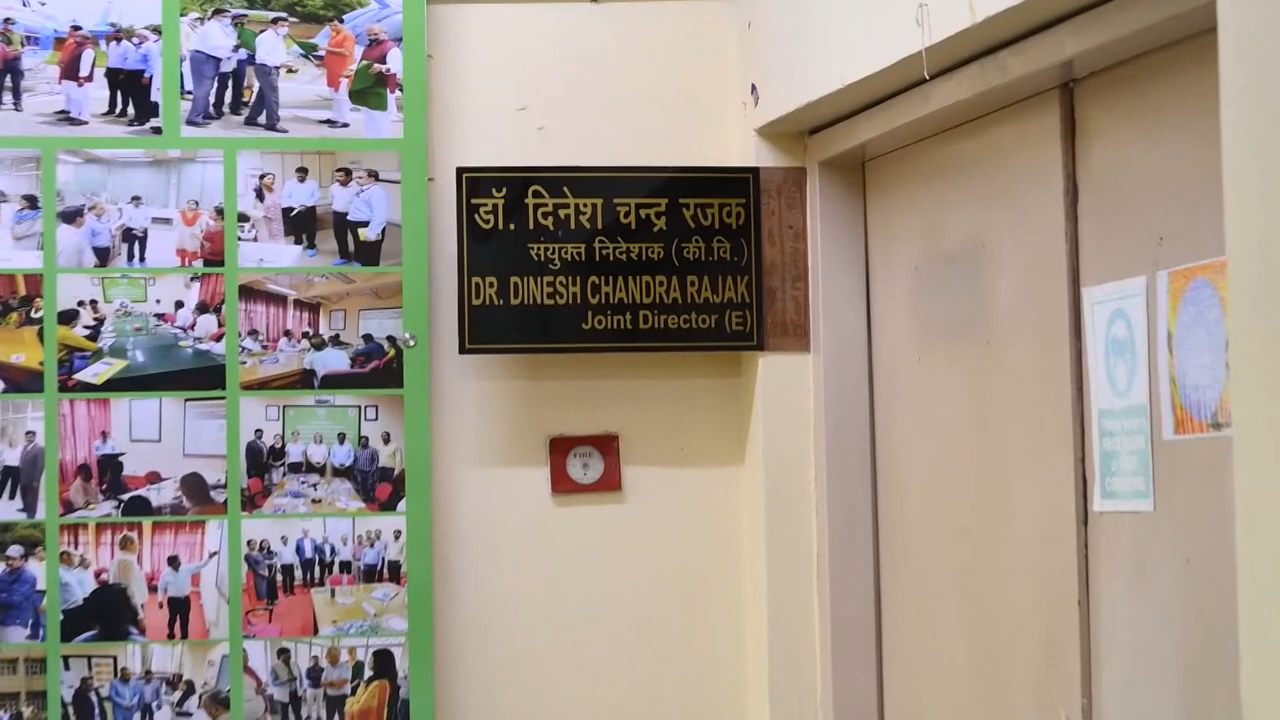 डॉ. दिनेश चन्द्र रजक
संयुक्त निदेशक (की.वि.)
DR. DINESH CHANDRA RAJAK
Joint Director (E)
FIRE